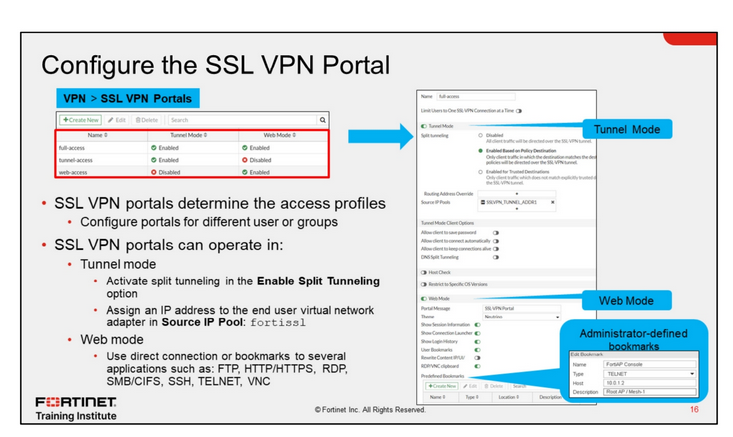 Configure the SSL VPN Portal
VPN > SSL VPN Portals
+ Create New Edit Delete Search
Name Tunnel Mode Web Mode
full-access Enabled Enabled
tunnel-access Enabled Disabled
web-access Disabled Enabled
• SSL VPN portals determine the access profiles
• Configure portals for different user or groups
• SSL VPN portals can operate in:
• Tunnel mode
• Activate split tunneling in the Enable Split Tunneling
option
• Assign an IP address to the end user virtual network
adapter in Source IP Pool: fortissl
• Web mode
• Use direct connection or bookmarks to several
applications such as: FTP, HTTP/HTTPS, RDP,
SMB/CIFS, SSH, TELNET, VNC
Name full-access
Limit Users to One SSL VPN Connection at a Time
Tunnel Mode
Split tunneling Disabled
All client traffic will be directed over the SSL VPN tunnel.
Enabled Based on Policy Destination
Only client traffic in which the destination matches the dest
policies will be directed over the SSL VPN tunnel.
Enabled for Trusted Destinations
Only client traffic which does not match explicitly trusted d
the SSL VPN tunnel.
Routing Address Override +
Source IP Pools SSLVPN_TUNNEL_ADDR1 ×
+
Tunnel Mode Client Options
Allow client to save password
Allow client to connect automatically
Allow client to keep connections alive
DNS Split Tunneling
Host Check
Restrict to Specific OS Versions
Web Mode
Portal Message SSL VPN Portal
Theme Neutrino
Show Session Information
Show Connection Launcher
Show Login History
User Bookmarks
Rewrite Content IP/UI/
RDP/VNC clipboard
Predefined Bookmarks
+ Create New Edit Delete Search
Name Type Location Description
Tunnel Mode
Web Mode
Administrator-defined
bookmarks
Edit Bookmark
Name FortiAP Console
Type TELNET
Host 10.0.1.2
Description Root AP / Mesh-1
FORTINET
Training Institute
© Fortinet Inc. All Rights Reserved.
16